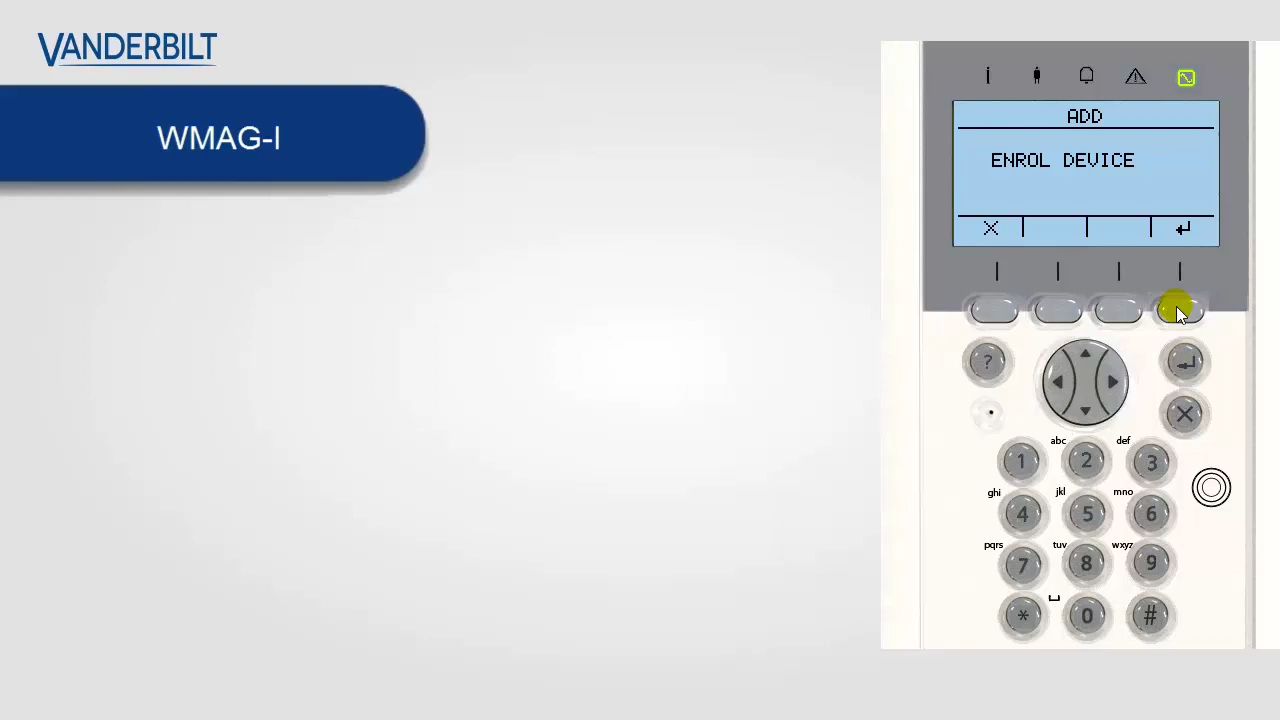 VANDERBILT
WMAG-I
ADD
ENROL DEVICE
?
abc def
1 2 3
ghi jkl mno
4 5 6
pqrs tuv wxyz
7 8 9
* 0 #